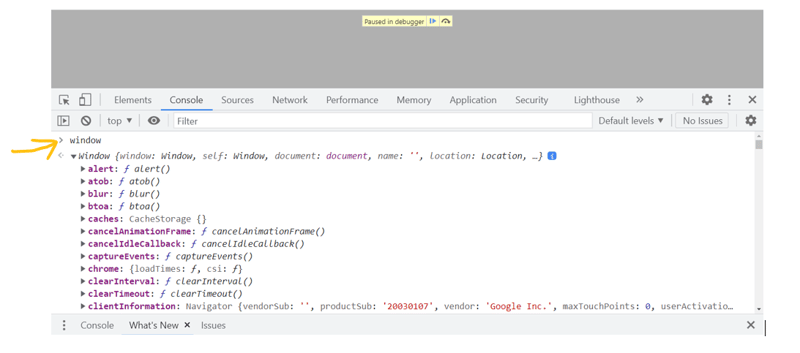 Paused in debugger
Elements Console Sources Network Performance Memory Application Security Lighthouse »
top ▼ Filter Default levels ▼ No Issues
> window
Window {window: Window, self: Window, document: document, name: '', location: Location, …} i
▶ alert: ƒ alert()
▶ atob: ƒ atob()
▶ blur: ƒ blur()
▶ btoa: ƒ btoa()
▶ caches: CacheStorage {}
▶ cancelAnimationFrame: ƒ cancelAnimationFrame()
▶ cancelIdleCallback: ƒ cancelIdleCallback()
▶ captureEvents: ƒ captureEvents()
▶ chrome: {loadTimes: ƒ, csi: ƒ}
▶ clearInterval: ƒ clearInterval()
▶ clearTimeout: ƒ clearTimeout()
▶ clientInformation: Navigator {vendorSub: '', productSub: '20030107', vendor: 'Google Inc.', maxTouchPoints: 0, userActivatio…
Console What's New × Issues